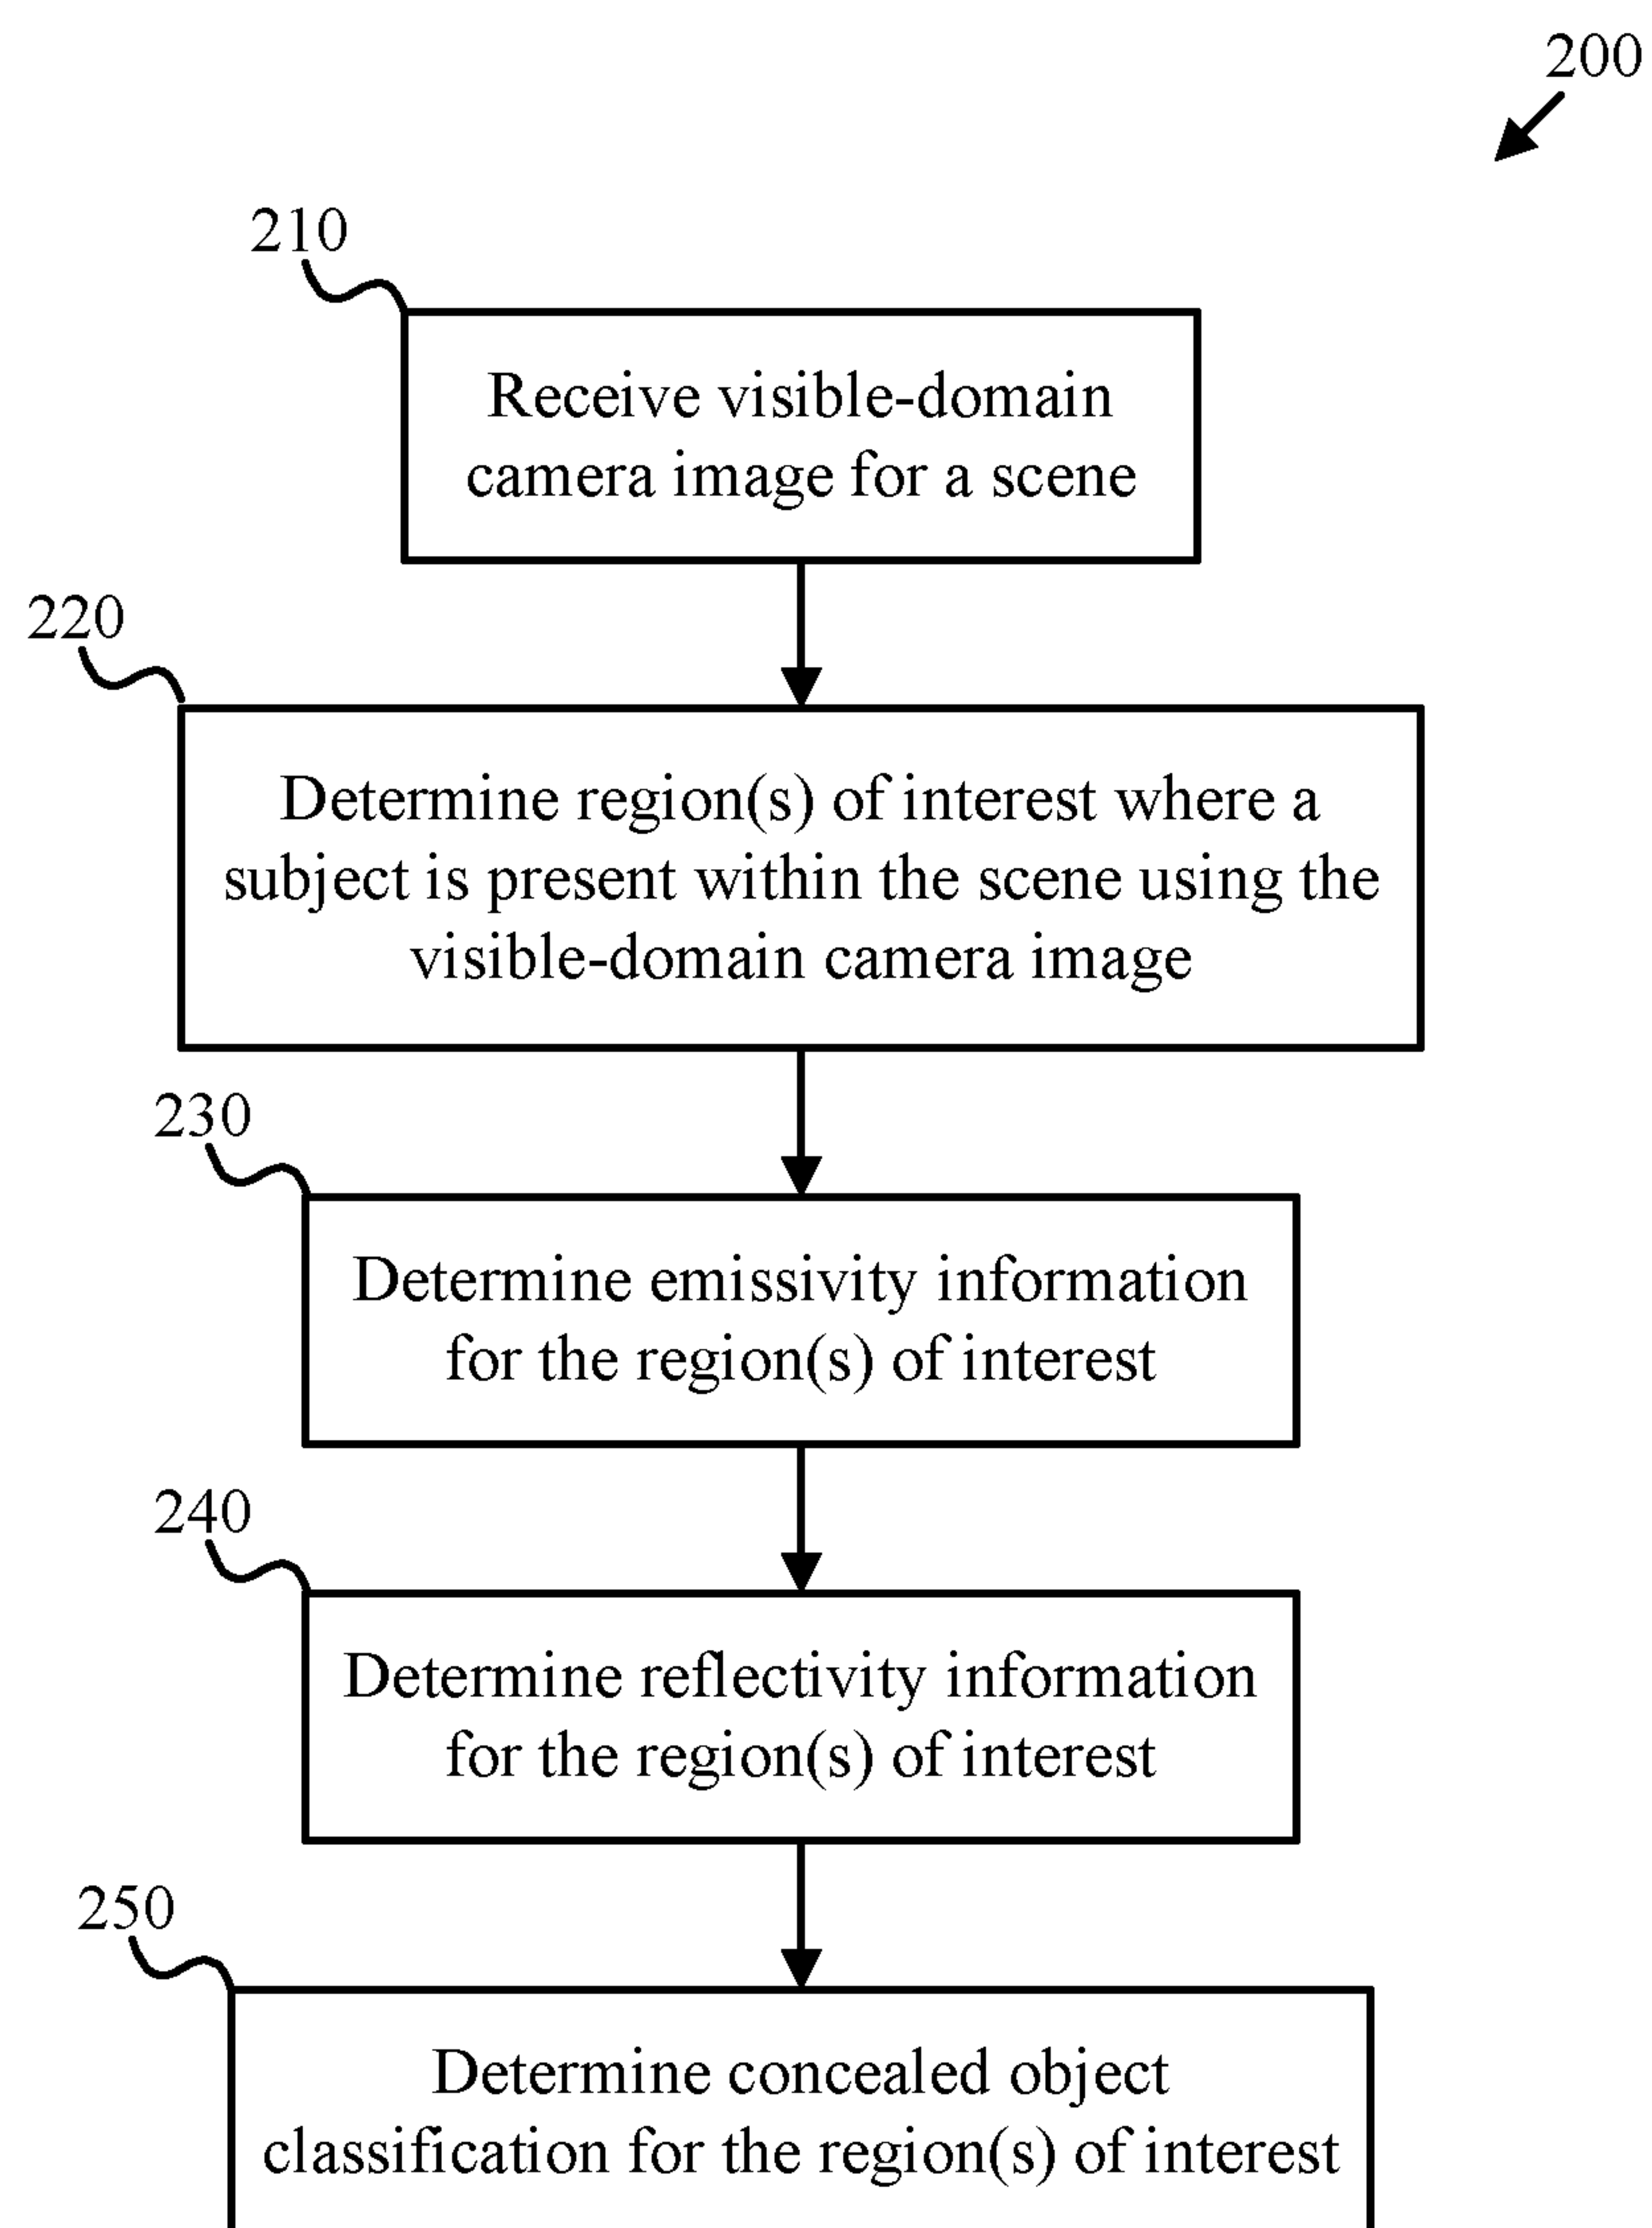 200
210
Receive visible-domain
camera image for a scene
220
Determine region(s) of interest where a
subject is present within the scene using the
visible-domain camera image
230
Determine emissivity information
for the region(s) of interest
240
Determine reflectivity information
for the region(s) of interest
250
Determine concealed object
classification for the region(s) of interest